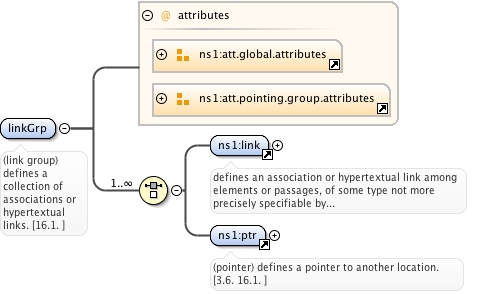 @ attributes
ns1:att.global.attributes
ns1:att.pointing.group.attributes
linkGrp
(link group)
defines a
collection of
associations or
hypertextual
links. [16.1. ]
1..∞
ns1:link
defines an association or hypertextual link among
elements or passages, of some type not more
precisely specifiable by...
ns1:ptr
(pointer) defines a pointer to another location.
[3.6. 16.1. ]